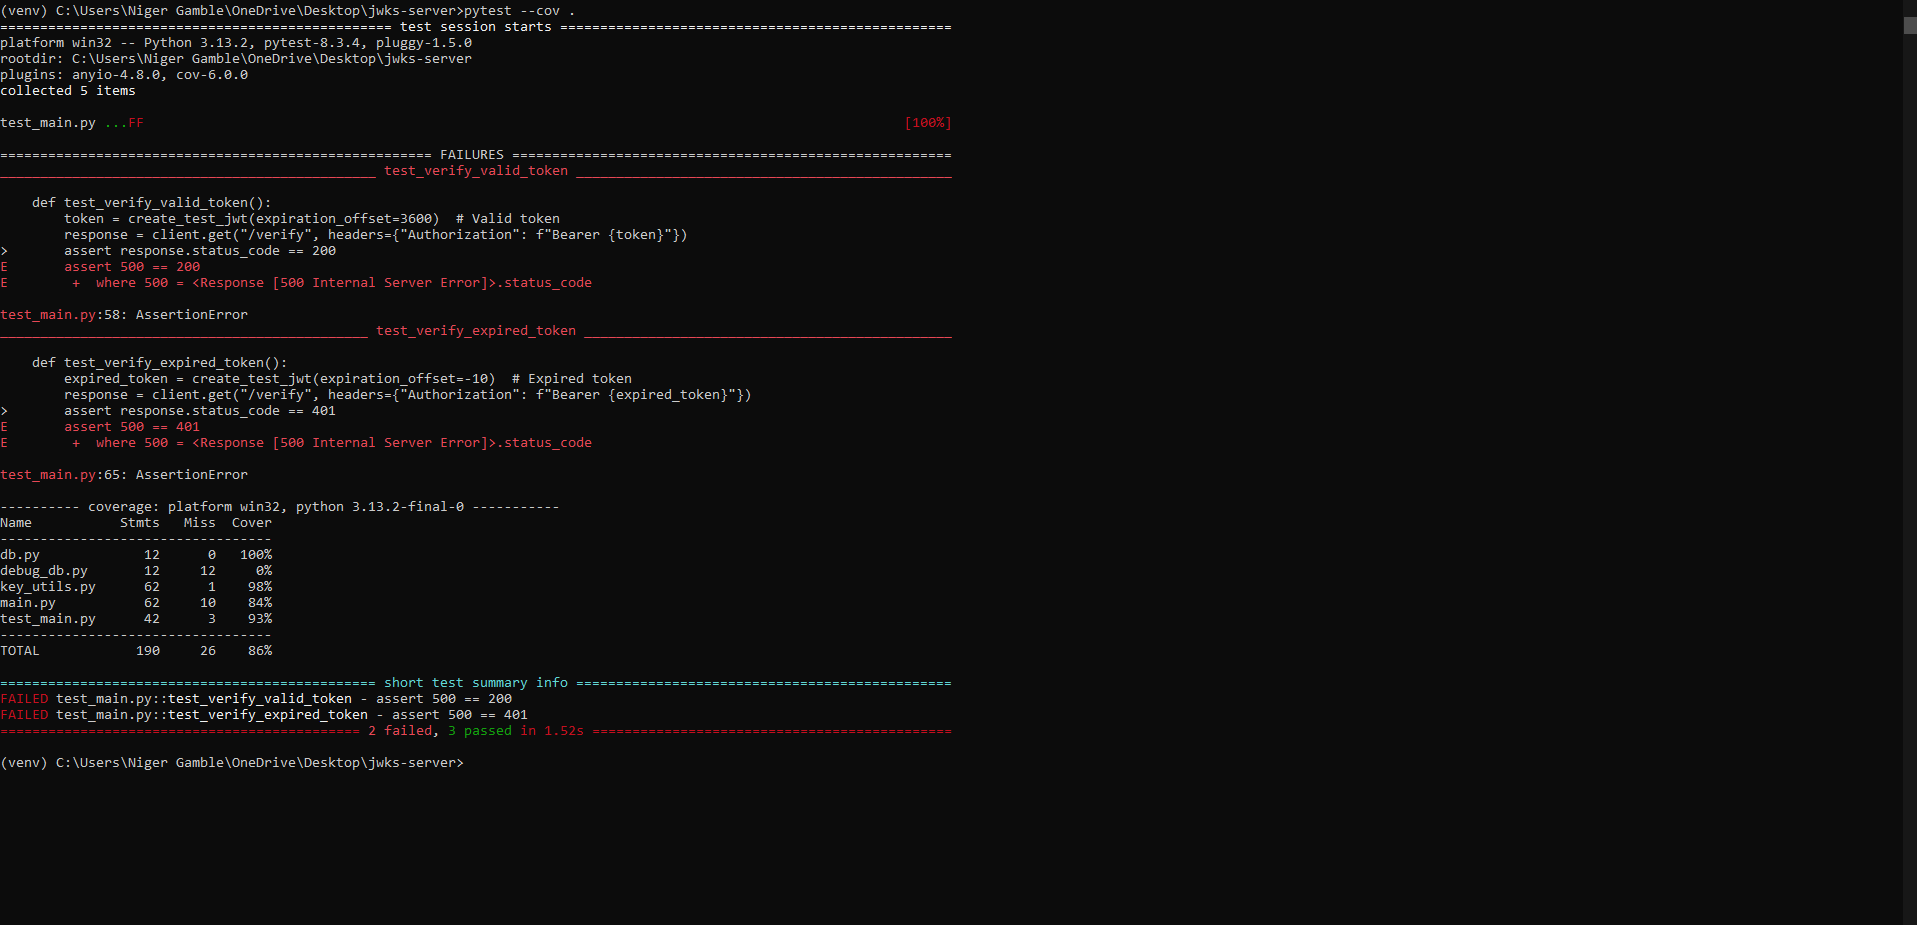 (venv) C:\Users\Niger Gamble\OneDrive\Desktop\jwks-server>pytest --cov .
================================================= test session starts =================================================
platform win32 -- Python 3.13.2, pytest-8.3.4, pluggy-1.5.0
rootdir: C:\Users\Niger Gamble\OneDrive\Desktop\jwks-server
plugins: anyio-4.8.0, cov-6.0.0
collected 5 items

test_main.py ...FF                                                                                               [100%]

====================================================== FAILURES =======================================================
_______________________________________________ test_verify_valid_token _______________________________________________

    def test_verify_valid_token():
        token = create_test_jwt(expiration_offset=3600)  # Valid token
        response = client.get("/verify", headers={"Authorization": f"Bearer {token}"})
>       assert response.status_code == 200
E       assert 500 == 200
E        +  where 500 = <Response [500 Internal Server Error]>.status_code

test_main.py:58: AssertionError
______________________________________________ test_verify_expired_token ______________________________________________

    def test_verify_expired_token():
        expired_token = create_test_jwt(expiration_offset=-10)  # Expired token
        response = client.get("/verify", headers={"Authorization": f"Bearer {expired_token}"})
>       assert response.status_code == 401
E       assert 500 == 401
E        +  where 500 = <Response [500 Internal Server Error]>.status_code

test_main.py:65: AssertionError

---------- coverage: platform win32, python 3.13.2-final-0 -----------
Name           Stmts   Miss  Cover
----------------------------------
db.py             12      0   100%
debug_db.py       12     12     0%
key_utils.py      62      1    98%
main.py           62     10    84%
test_main.py      42      3    93%
----------------------------------
TOTAL            190     26    86%

=============================================== short test summary info ===============================================
FAILED test_main.py::test_verify_valid_token - assert 500 == 200
FAILED test_main.py::test_verify_expired_token - assert 500 == 401
============================================= 2 failed, 3 passed in 1.52s =============================================

(venv) C:\Users\Niger Gamble\OneDrive\Desktop\jwks-server>